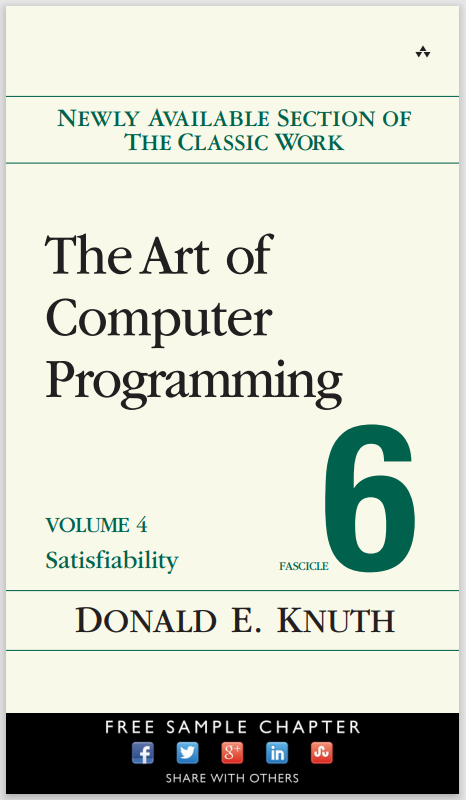 NEWLY AVAILABLE SECTION OF
THE CLASSIC WORK
The Art of
Computer
Programming
VOLUME 4
Satisfiability
FASCICLE 6
DONALD E. KNUTH
FREE SAMPLE CHAPTER
f g+ in
SHARE WITH OTHERS